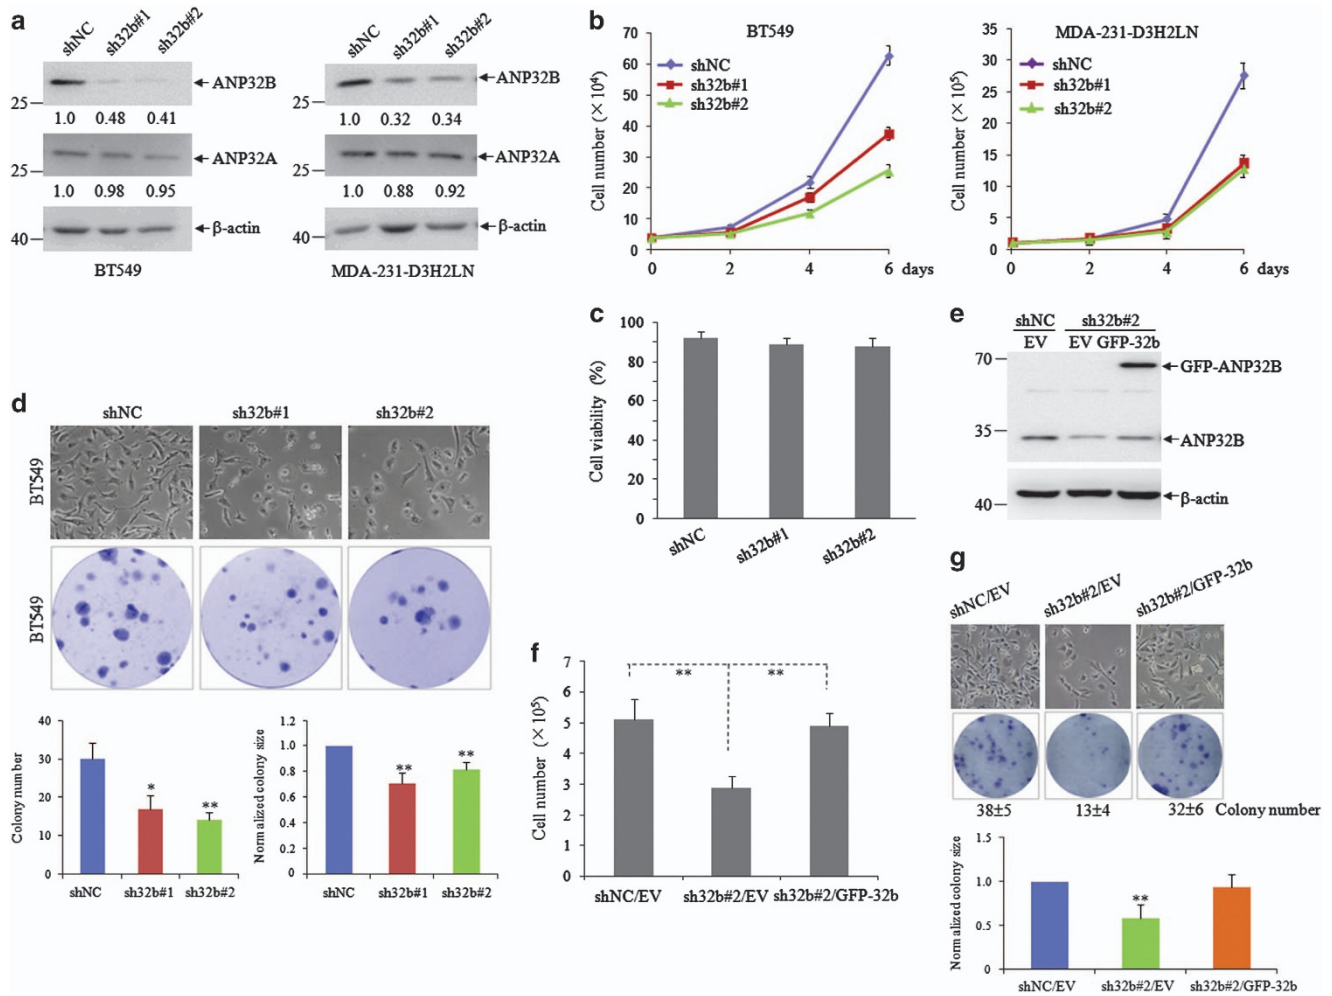 a
shNC
sh32b#1
sh32b#2
ANP32B
25
1.0 0.48 0.41
ANP32A
25
1.0 0.98 0.95
β-actin
40
BT549
shNC
sh32b#1
sh32b#2
ANP32B
25
1.0 0.32 0.34
ANP32A
25
1.0 0.88 0.92
β-actin
40
MDA-231-D3H2LN
b
BT549
Cell number (×10⁴)
70
60
50
40
30
20
10
0
shNC
sh32b#1
sh32b#2
0 2 4 6 days
MDA-231-D3H2LN
Cell number (×10⁵)
35
30
25
20
15
10
5
0
shNC
sh32b#1
sh32b#2
0 2 4 6 days
c
Cell viability (%)
100
80
60
40
20
0
shNC sh32b#1 sh32b#2
d
shNC sh32b#1 sh32b#2
BT549
BT549
Colony number
40
30
20
10
0
*
**
shNC sh32b#1 sh32b#2
Normalized colony size
1.2
1.0
0.8
0.6
0.4
0.2
0
**
**
shNC sh32b#1 sh32b#2
e
shNC sh32b#2
EV EV GFP-32b
70
GFP-ANP32B
35
ANP32B
40
β-actin
f
Cell number (×10⁵)
7
6
5
4
3
2
1
0
** **
shNC/EV sh32b#2/EV sh32b#2/GFP-32b
g
shNC/EV
sh32b#2/EV
sh32b#2/GFP-32b
38±5 13±4 32±6 Colony number
Normalized colony size
1.5
1.0
0.5
0
**
shNC/EV sh32b#2/EV sh32b#2/GFP-32b